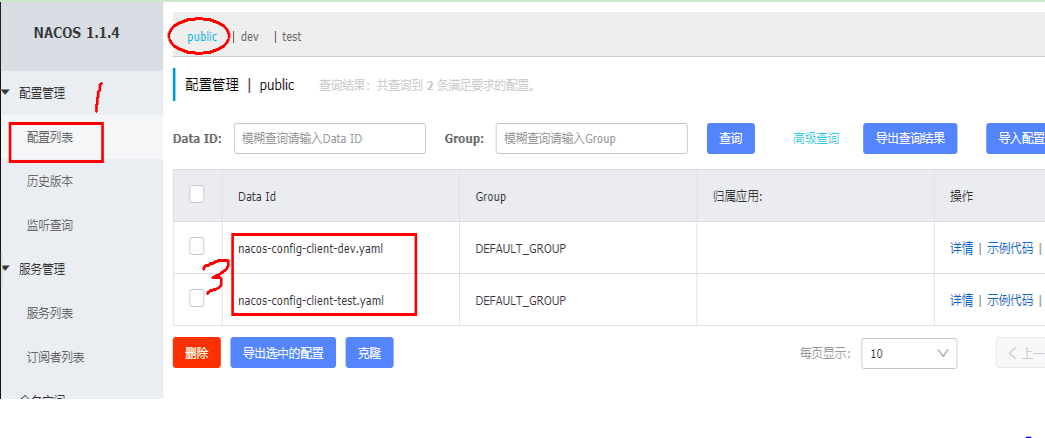 NACOS 1.1.4
public | dev | test
配置管理
1
配置列表
历史版本
监听查询
服务管理
服务列表
订阅者列表
配置管理 | public 查询结果：共查询到 2 条满足要求的配置。
Data ID: 模糊查询请输入Data ID Group: 模糊查询请输入Group 查询 高级查询 导出查询结果 导入配置
Data Id Group 归属应用: 操作
nacos-config-client-dev.yaml DEFAULT_GROUP 详情 | 示例代码 |
3
nacos-config-client-test.yaml DEFAULT_GROUP 详情 | 示例代码 |
删除 导出选中的配置 克隆 每页显示: 10 < 上一